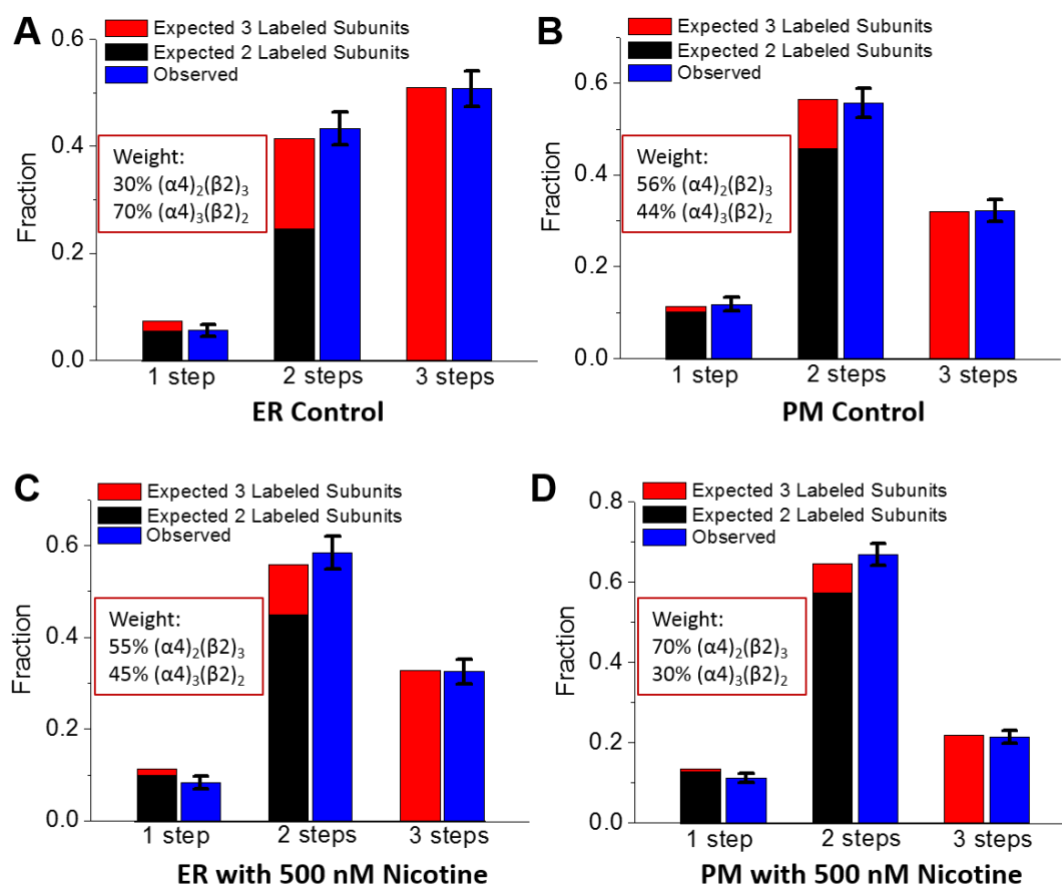 A
Expected 3 Labeled Subunits
Expected 2 Labeled Subunits
Observed
0.6
0.4
0.2
0.0
Fraction
Weight:
30% (α4)₂(β2)₃
70% (α4)₃(β2)₂
1 step
2 steps
3 steps
ER Control
B
Expected 3 Labeled Subunits
Expected 2 Labeled Subunits
Observed
0.6
0.4
0.2
0.0
Fraction
Weight:
56% (α4)₂(β2)₃
44% (α4)₃(β2)₂
1 step
2 steps
3 steps
PM Control
C
Expected 3 Labeled Subunits
Expected 2 Labeled Subunits
Observed
0.6
0.4
0.2
0.0
Fraction
Weight:
55% (α4)₂(β2)₃
45% (α4)₃(β2)₂
1 step
2 steps
3 steps
ER with 500 nM Nicotine
D
Expected 3 Labeled Subunits
Expected 2 Labeled Subunits
Observed
0.8
0.6
0.4
0.2
0.0
Fraction
Weight:
70% (α4)₂(β2)₃
30% (α4)₃(β2)₂
1 step
2 steps
3 steps
PM with 500 nM Nicotine